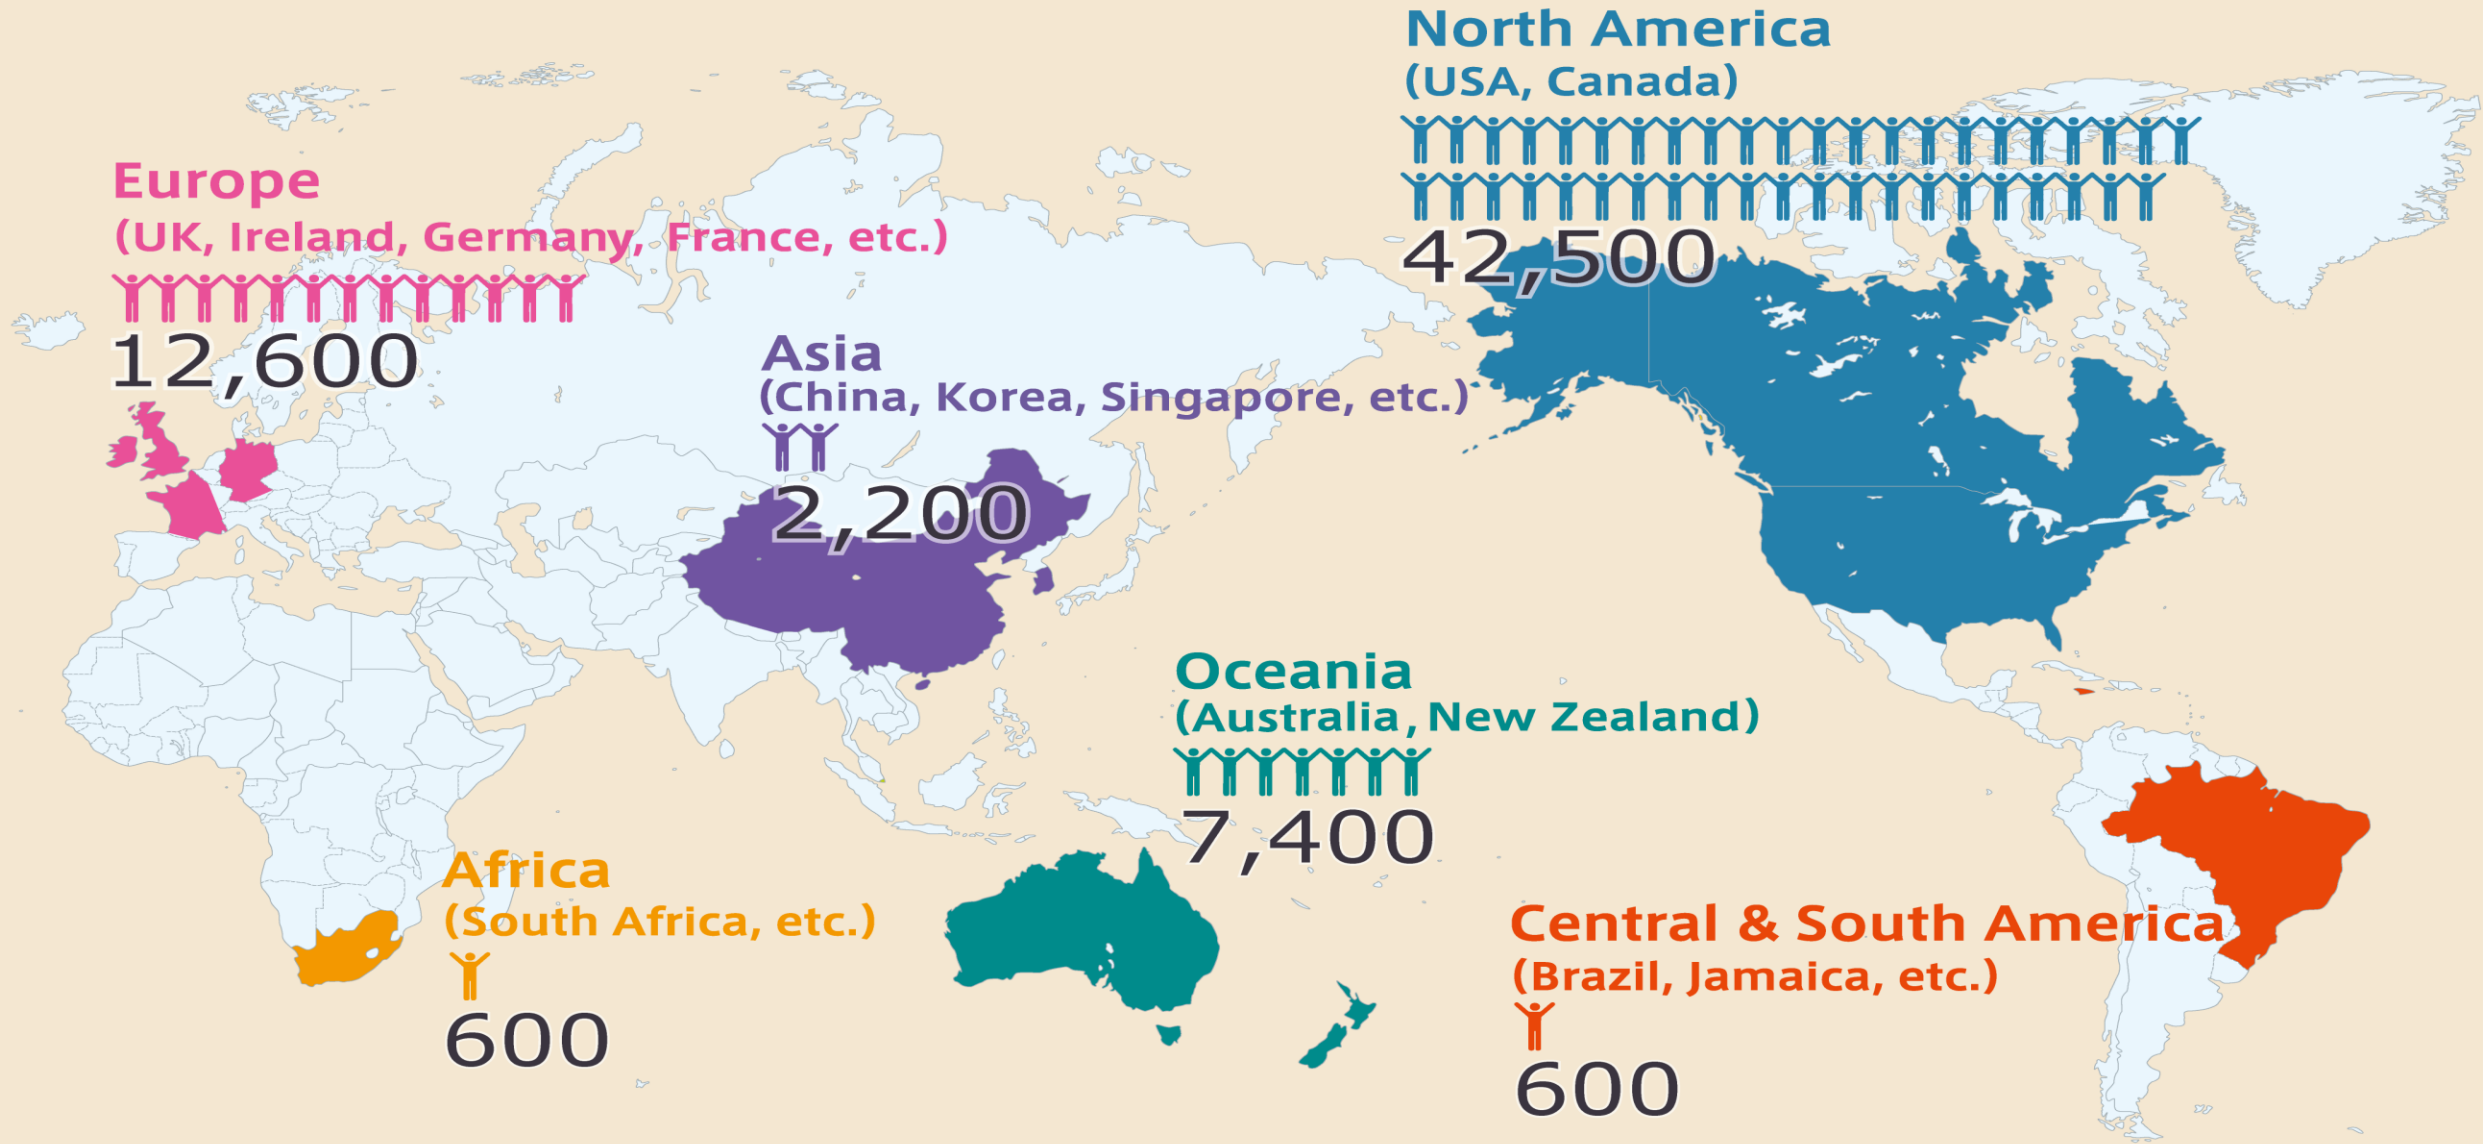 North America
(USA, Canada)
42,500
Europe
(UK, Ireland, Germany, France, etc.)
12,600
Asia
(China, Korea, Singapore, etc.)
2,200
Oceania
(Australia, New Zealand)
7,400
Africa
(South Africa, etc.)
600
Central & South America
(Brazil, Jamaica, etc.)
600